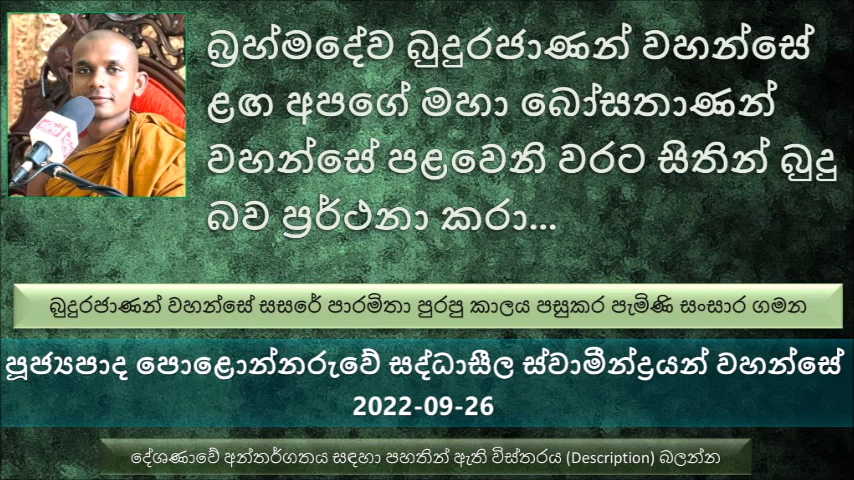 බ්‍රහ්මදේව බුදුරජාණන් වහන්සේ
ළඟ අපගේ මහා බෝසතාණන්
වහන්සේ පළවෙනි වරට සිතින් බුදු
බව ප්‍රර්ථනා කරා...
බුදුරජාණන් වහන්සේ සසරේ පාරමිතා පුරපු කාලය පසුකර පැමිණි සංසාර ගමන
පූජ්‍යපාද පොළොන්නරුවේ සද්ධාසීල ස්වාමීන්ද්‍රයන් වහන්සේ
2022-09-26
දේශණාවේ අන්තර්ගතය සඳහා පහතින් ඇති විස්තරය (Description) බලන්න